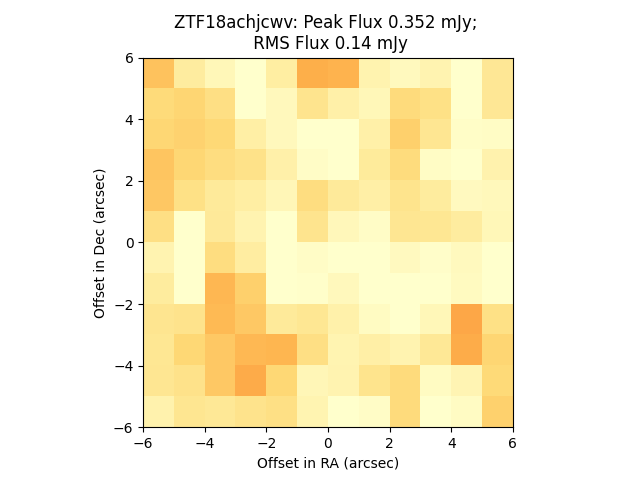 ZTF18achjcwv: Peak Flux 0.352 mJy;
RMS Flux 0.14 mJy
6
4
2
0
−2
−4
−6
Offset in Dec (arcsec)
−6 −4 −2 0 2 4 6
Offset in RA (arcsec)